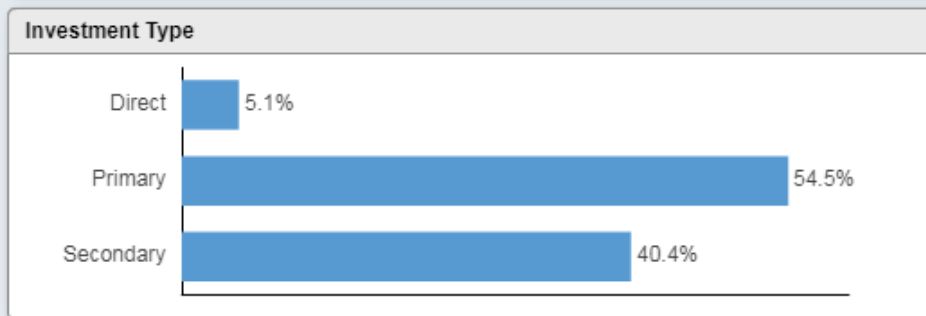 Investment Type
Direct 5.1%
Primary 54.5%
Secondary 40.4%